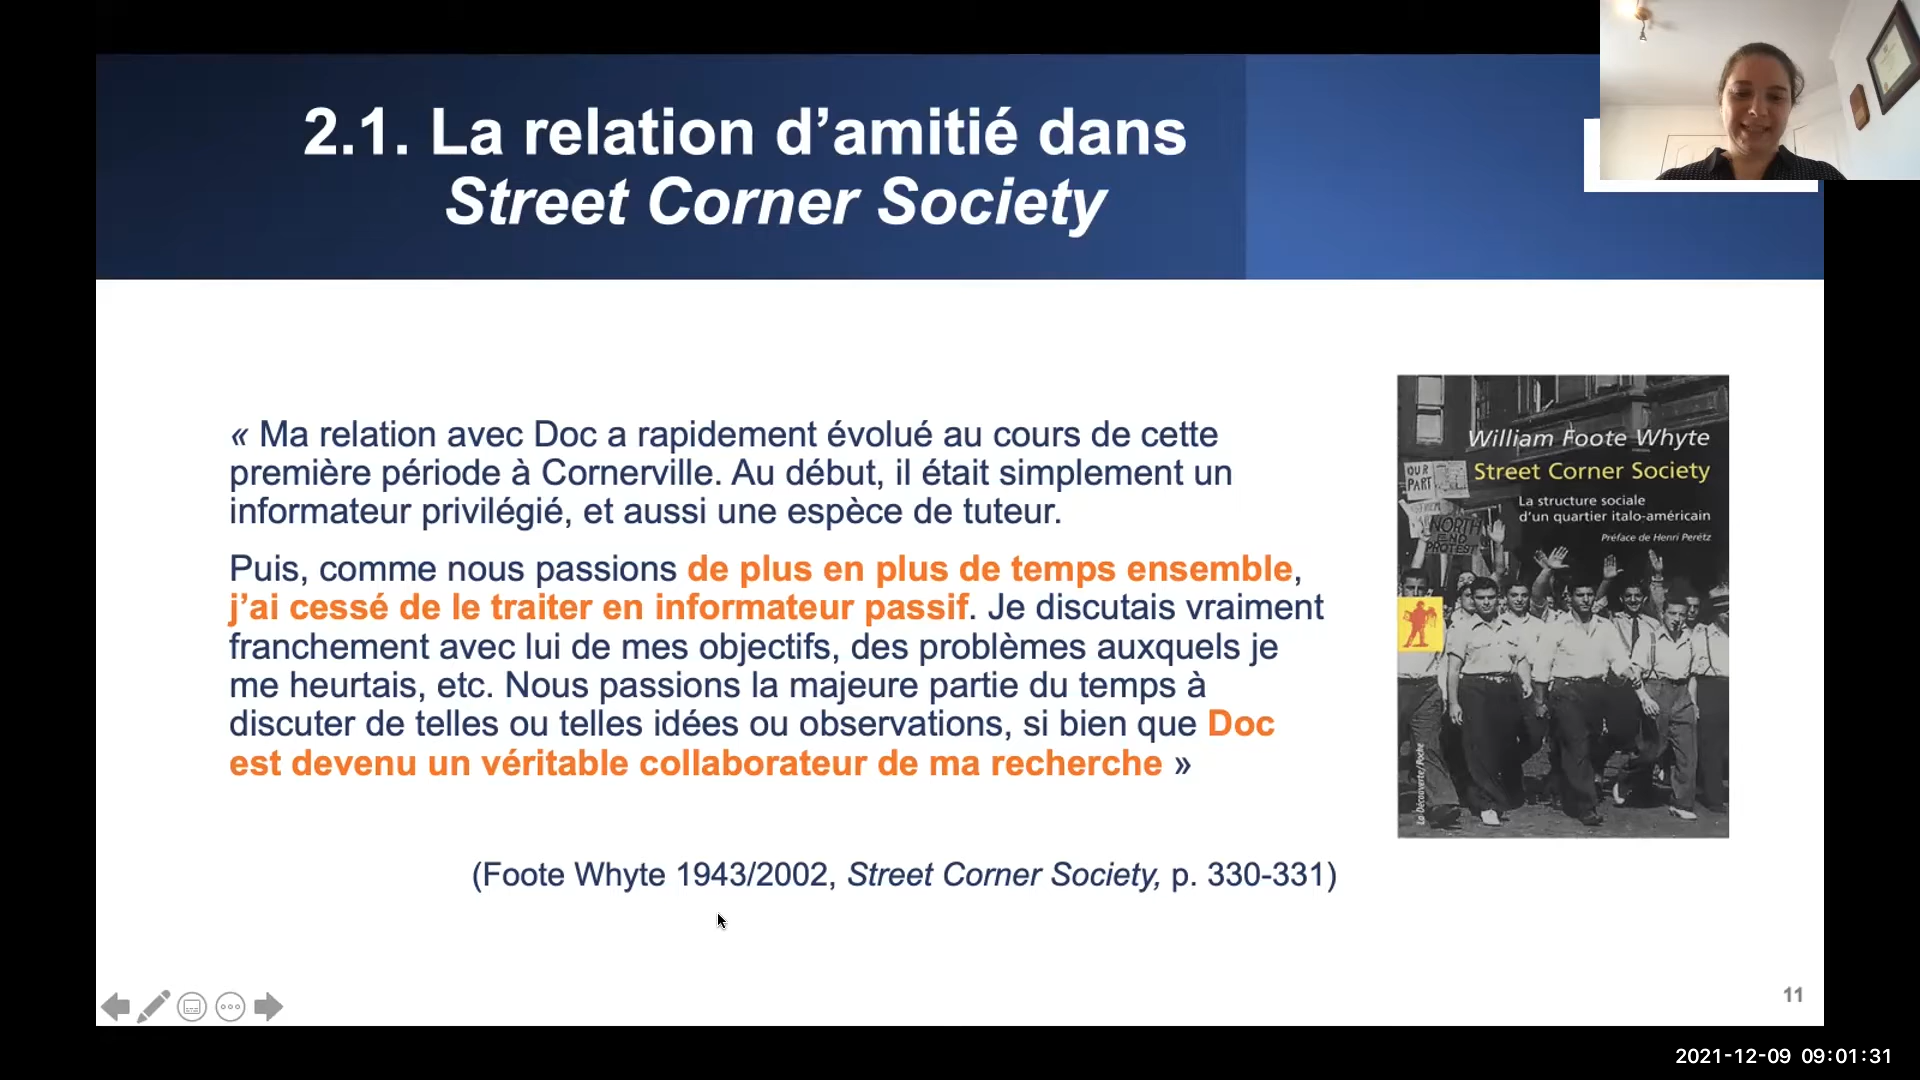 2.1. La relation d’amitié dans
Street Corner Society
« Ma relation avec Doc a rapidement évolué au cours de cette
première période à Cornerville. Au début, il était simplement un
informateur privilégié, et aussi une espèce de tuteur.
Puis, comme nous passions de plus en plus de temps ensemble,
j’ai cessé de le traiter en informateur passif. Je discutais vraiment
franchement avec lui de mes objectifs, des problèmes auxquels je
me heurtais, etc. Nous passions la majeure partie du temps à
discuter de telles ou telles idées ou observations, si bien que Doc
est devenu un véritable collaborateur de ma recherche »
(Foote Whyte 1943/2002, Street Corner Society, p. 330-331)
William Foote Whyte
Street Corner Society
La structure sociale
d’un quartier italo-américain
Préface de Henri Perétz
OUR
PART
NORTH
END
PROTEST
La Découverte/Poche
11
2021-12-09 09:01:31